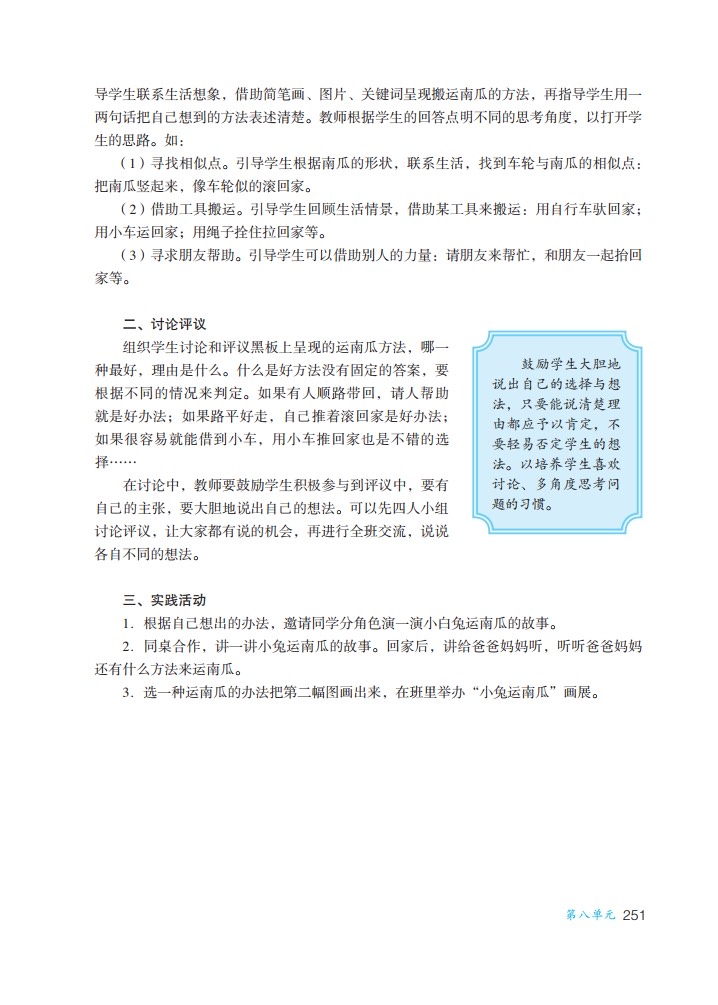 导学生联系生活想象，借助简笔画、图片、关键词呈现搬运南瓜的方法，再指导学生用一
两句话把自己想到的方法表述清楚。教师根据学生的回答点明不同的思考角度，以打开学
生的思路。如：
（1）寻找相似点。引导学生根据南瓜的形状，联系生活，找到车轮与南瓜的相似点：
把南瓜竖起来，像车轮似的滚回家。
（2）借助工具搬运。引导学生回顾生活情景，借助某工具来搬运：用自行车驮回家；
用小车运回家；用绳子拴住拉回家等。
（3）寻求朋友帮助。引导学生可以借助别人的力量：请朋友来帮忙，和朋友一起抬回
家等。
二、讨论评议
组织学生讨论和评议黑板上呈现的运南瓜方法，哪一
种最好，理由是什么。什么是好方法没有固定的答案，要
根据不同的情况来判定。如果有人顺路带回，请人帮助
就是好办法；如果路平好走，自己推着滚回家是好办法；
如果很容易就能借到小车，用小车推回家也是不错的选
择……
在讨论中，教师要鼓励学生积极参与到评议中，要有
自己的主张，要大胆地说出自己的想法。可以先四人小组
讨论评议，让大家都有说的机会，再进行全班交流，说说
各自不同的想法。
鼓励学生大胆地
说出自己的选择与想
法，只要能说清楚理
由都应予以肯定，不
要轻易否定学生的想
法。以培养学生喜欢
讨论、多角度思考问
题的习惯。
三、实践活动
1．根据自己想出的办法，邀请同学分角色演一演小白兔运南瓜的故事。
2．同桌合作，讲一讲小兔运南瓜的故事。回家后，讲给爸爸妈妈听，听听爸爸妈妈
还有什么方法来运南瓜。
3．选一种运南瓜的办法把第二幅图画出来，在班里举办“小兔运南瓜”画展。
第八单元 251